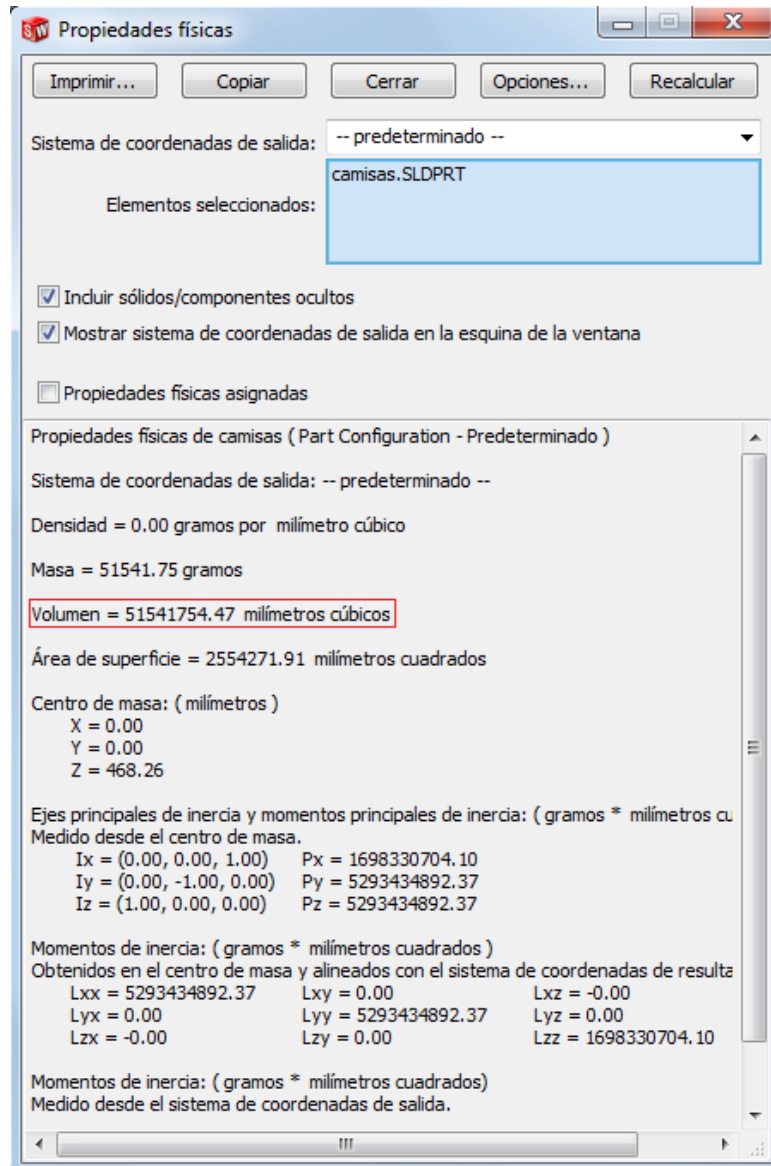 Propiedades físicas
Imprimir... Copiar Cerrar Opciones... Recalcular
Sistema de coordenadas de salida: -- predeterminado --
camisas.SLDPRT
Elementos seleccionados:
Incluir sólidos/componentes ocultos
Mostrar sistema de coordenadas de salida en la esquina de la ventana
Propiedades físicas asignadas
Propiedades físicas de camisas ( Part Configuration - Predeterminado )
Sistema de coordenadas de salida: -- predeterminado --
Densidad = 0.00 gramos por milímetro cúbico
Masa = 51541.75 gramos
Volumen = 51541754.47 milímetros cúbicos
Área de superficie = 2554271.91 milímetros cuadrados
Centro de masa: ( milímetros )
X = 0.00
Y = 0.00
Z = 468.26
Ejes principales de inercia y momentos principales de inercia: ( gramos * milímetros cu
Medido desde el centro de masa.
Ix = (0.00, 0.00, 1.00) Px = 1698330704.10
Iy = (0.00, -1.00, 0.00) Py = 5293434892.37
Iz = (1.00, 0.00, 0.00) Pz = 5293434892.37
Momentos de inercia: ( gramos * milímetros cuadrados )
Obtenidos en el centro de masa y alineados con el sistema de coordenadas de resulta
Lxx = 5293434892.37 Lxy = 0.00 Lxz = -0.00
Lyx = 0.00 Lyy = 5293434892.37 Lyz = 0.00
Lzx = -0.00 Lzy = 0.00 Lzz = 1698330704.10
Momentos de inercia: ( gramos * milímetros cuadrados)
Medido desde el sistema de coordenadas de salida.